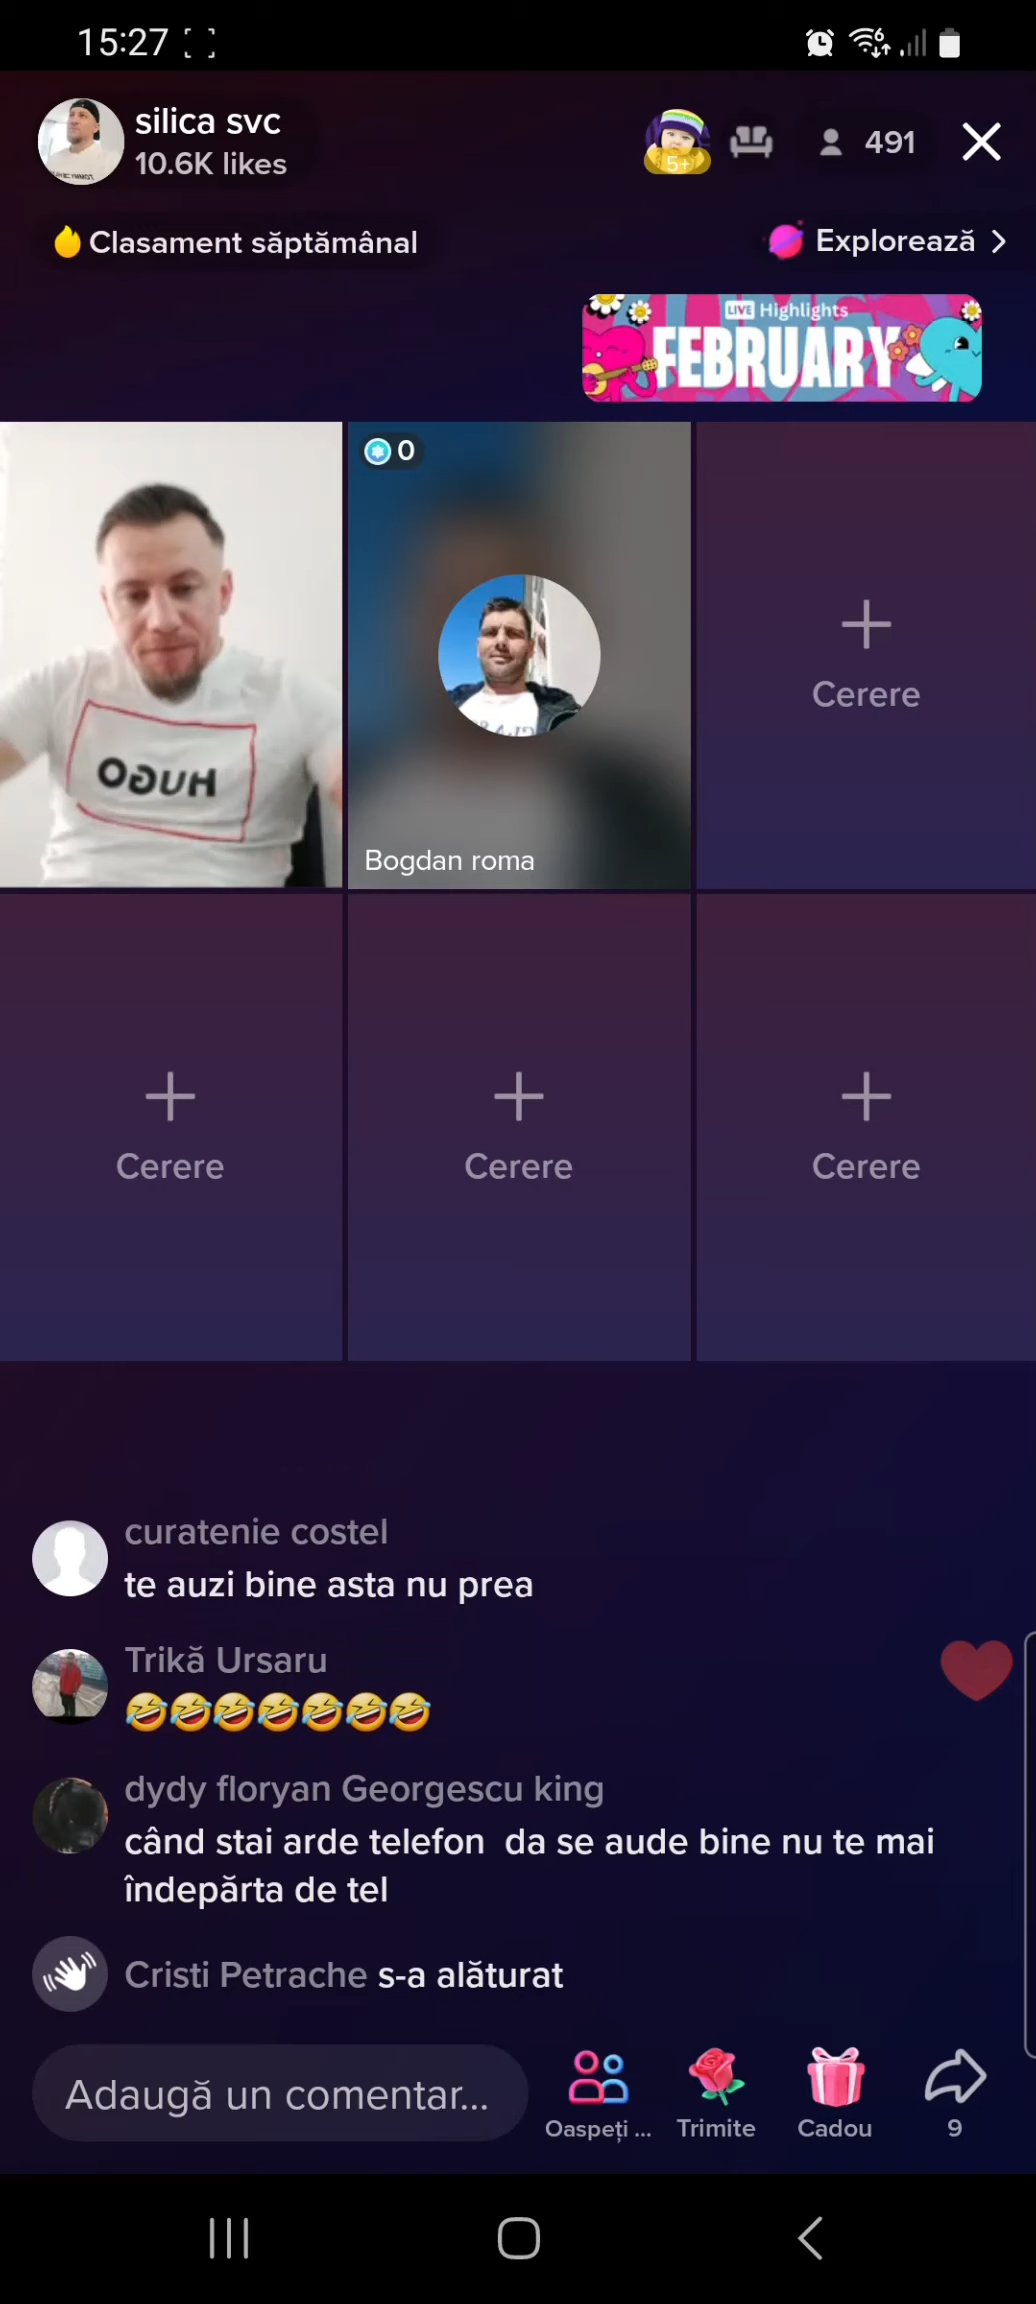 15:27
silica svc
10.6K likes
5+
491
Clasament săptămânal
Explorează
LIVE Highlights
FEBRUARY
0
HUGO
Bogdan roma
Cerere
Cerere
Cerere
Cerere
curatenie costel
te auzi bine asta nu prea
Trikă Ursaru
🤣🤣🤣🤣🤣🤣🤣
dydy floryan Georgescu king
când stai arde telefon da se aude bine nu te mai
îndepărta de tel
Cristi Petrache s-a alăturat
Adaugă un comentar...
Oaspeți ...
Trimite
Cadou
9